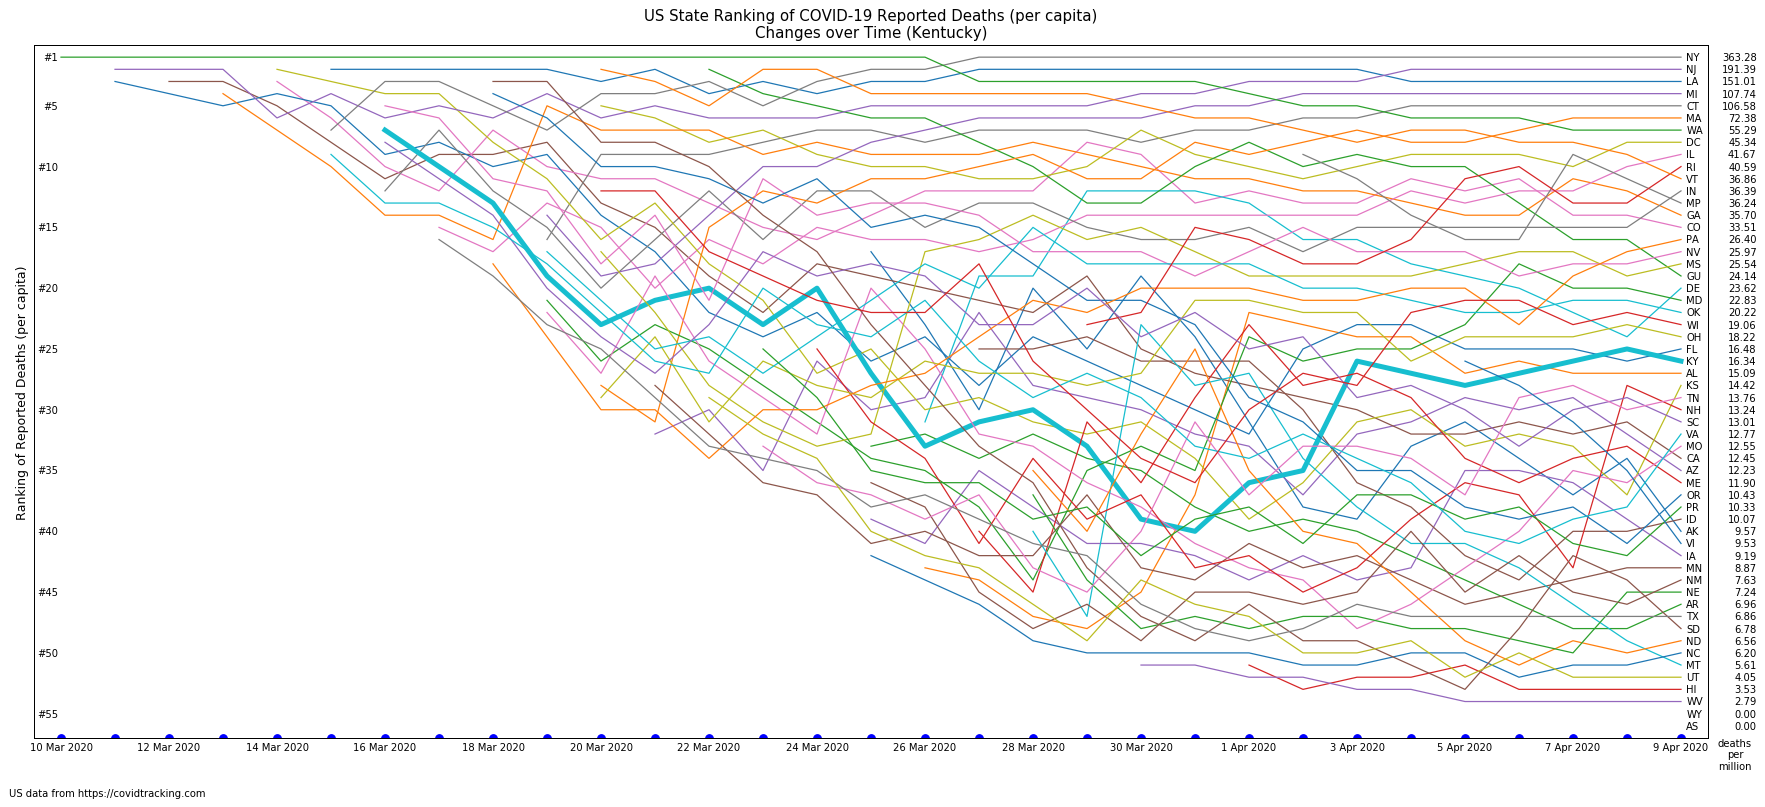 US State Ranking of COVID-19 Reported Deaths (per capita)
Changes over Time (Kentucky)
Ranking of Reported Deaths (per capita)
#1
#5
#10
#15
#20
#25
#30
#35
#40
#45
#50
#55
NY 363.28
NJ 191.39
LA 151.01
MI 107.74
CT 106.58
MA 72.38
WA 55.29
DC 45.34
IL 41.67
RI 40.59
VT 36.86
IN 36.39
MP 36.24
GA 35.70
CO 33.51
PA 26.40
NV 25.97
MS 25.54
GU 24.14
DE 23.62
MD 22.83
OK 20.22
WI 19.06
OH 18.22
FL 16.48
KY 16.34
AL 15.09
KS 14.42
TN 13.76
NH 13.24
SC 13.01
VA 12.77
MO 12.55
CA 12.45
AZ 12.23
ME 11.90
OR 10.43
PR 10.33
ID 10.07
AK 9.57
VI 9.53
IA 9.19
MN 8.87
NM 7.63
NE 7.24
AR 6.96
TX 6.86
SD 6.78
ND 6.56
NC 6.20
MT 5.61
UT 4.05
HI 3.53
WV 2.79
WY 0.00
AS 0.00
10 Mar 2020 12 Mar 2020 14 Mar 2020 16 Mar 2020 18 Mar 2020 20 Mar 2020 22 Mar 2020 24 Mar 2020 26 Mar 2020 28 Mar 2020 30 Mar 2020 1 Apr 2020 3 Apr 2020 5 Apr 2020 7 Apr 2020 9 Apr 2020
deaths
per
million
US data from https://covidtracking.com